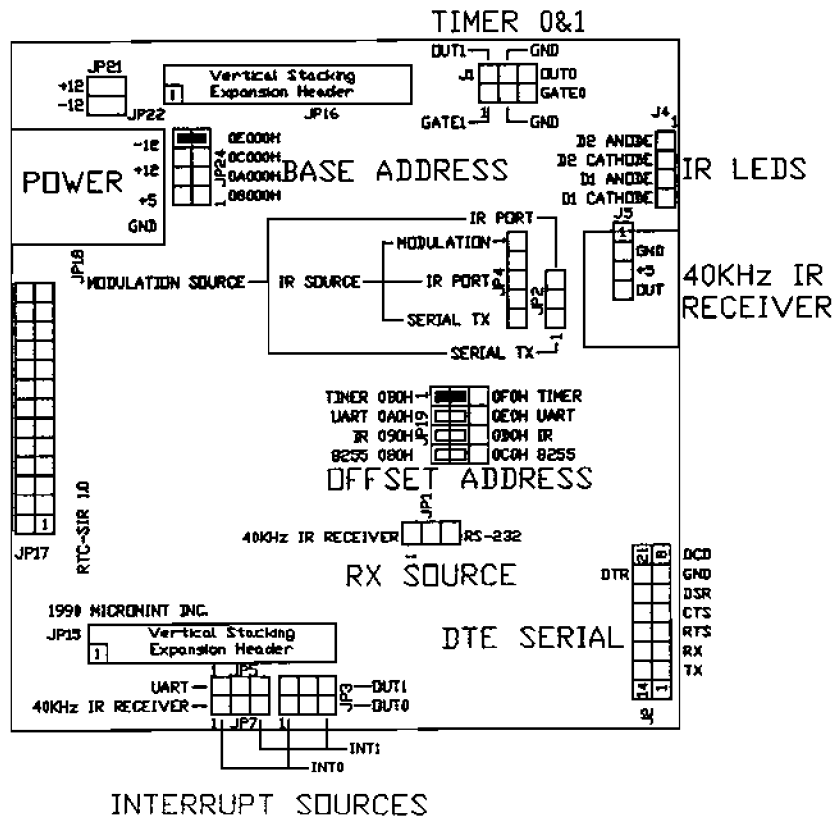 TIMER 0&1
OUT1 GND
J1 OUT0
GATE0
1
GATE1 GND
JP21
+12
-12
JP22
Vertical Stacking
1 Expansion Header
JP16
J4
1
D2 ANODE
D2 CATHODE
D1 ANODE
D1 CATHODE
IR LEDS
POWER
-12
+12
+5
GND
0E000H
0C000H
0A000H
08000H
JP24
1
BASE ADDRESS
J5
1
GND
+5
OUT
40KHz IR
RECEIVER
IR PORT
MODULATION
MODULATION SOURCE IR SOURCE IR PORT
SERIAL TX
JP4
JP2
SERIAL TX 1
JP18
TIMER 0B0H 1 0F0H TIMER
UART 0A0H 0E0H UART
IR 090H 0D0H IR
8255 080H 0C0H 8255
JP19
OFFSET ADDRESS
JP1
40KHz IR RECEIVER RS-232
1
RX SOURCE
1
JP17
RTC-SIR 1.0
21 8 DCD
DTR GND
DSR
CTS
RTS
RX
14 1 TX
J2
DTE SERIAL
1990 MICROMINT INC.
JP15
Vertical Stacking
1 Expansion Header
1 JP5
UART OUT1
40KHz IR RECEIVER OUT0
JP3
1 JP7 1
INT1
INT0
INTERRUPT SOURCES